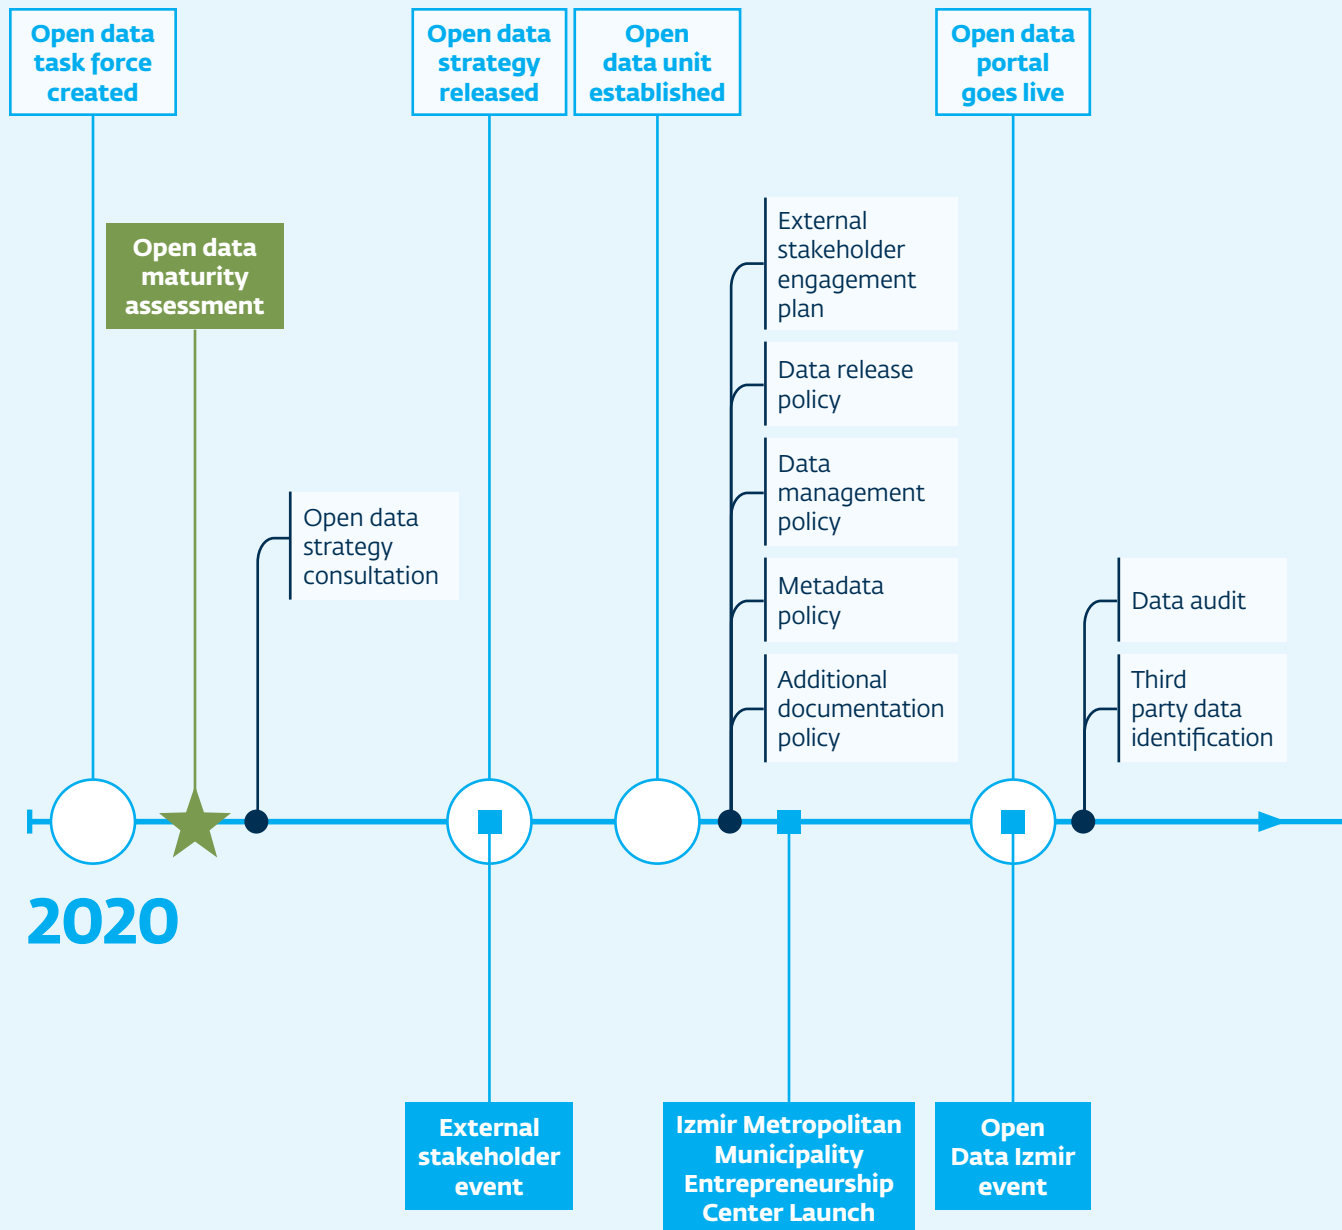 Open data
task force
created
Open data
strategy
released
Open
data unit
established
Open data
portal
goes live
Open data
maturity
assessment
Open data
strategy
consultation
External
stakeholder
engagement
plan
Data release
policy
Data
management
policy
Metadata
policy
Additional
documentation
policy
Data audit
Third
party data
identification
2020
External
stakeholder
event
Izmir Metropolitan
Municipality
Entrepreneurship
Center Launch
Open
Data Izmir
event